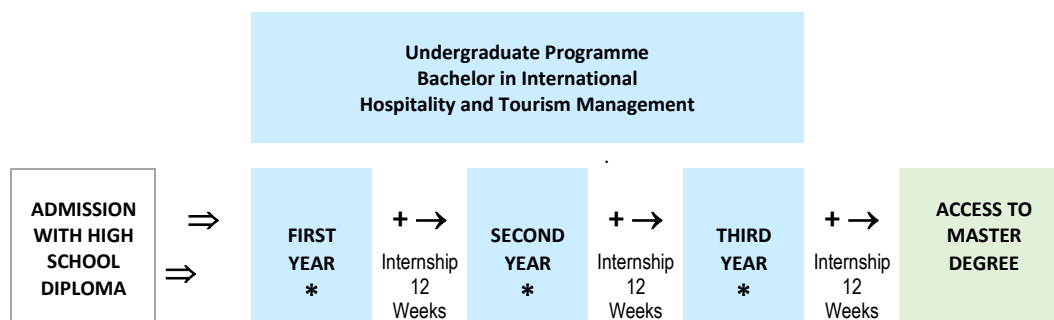 Undergraduate Programme
Bachelor in International
Hospitality and Tourism Management
.
ADMISSION
WITH HIGH
SCHOOL
DIPLOMA
⇒
⇒
FIRST
YEAR
*
+ →
Internship
12
Weeks
SECOND
YEAR
*
+ →
Internship
12
Weeks
THIRD
YEAR
*
+ →
Internship
12
Weeks
ACCESS TO
MASTER
DEGREE